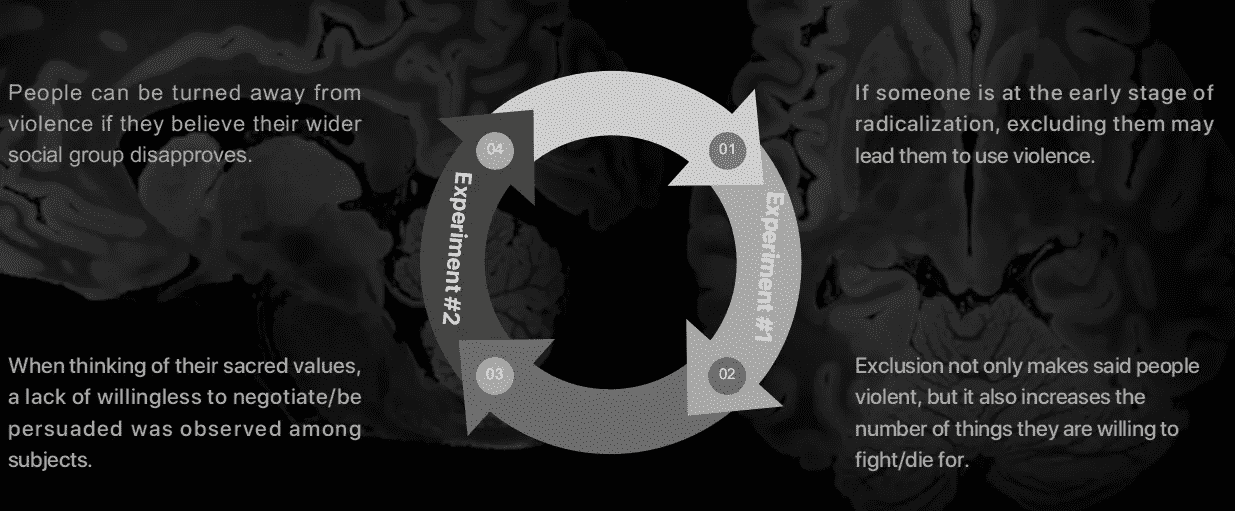 People can be turned away from
violence if they believe their wider
social group disapproves.
04
01
If someone is at the early stage of
radicalization, excluding them may
lead them to use violence.
Experiment #2
Experiment #1
When thinking of their sacred values,
a lack of willingless to negotiate/be
persuaded was observed among
subjects.
03
02
Exclusion not only makes said people
violent, but it also increases the
number of things they are willing to
fight/die for.